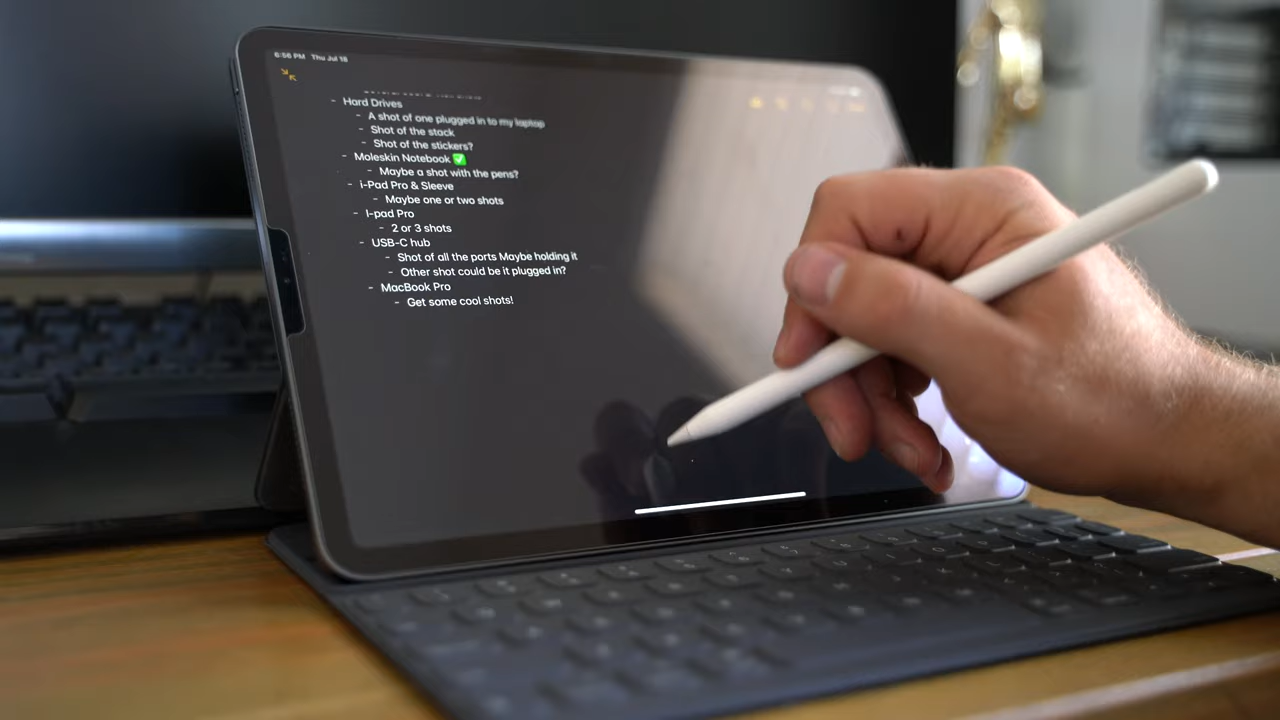 6:56 PM Thu Jul 18
- Hard Drives
- A shot of one plugged in to my laptop
- Shot of the stack
- Shot of the stickers?
- Moleskin Notebook ✅
- Maybe a shot with the pens?
- i-Pad Pro & Sleeve
- Maybe one or two shots
- I-pad Pro
- 2 or 3 shots
- USB-C hub
- Shot of all the ports Maybe holding it
- Other shot could be it plugged in?
- MacBook Pro
- Get some cool shots!